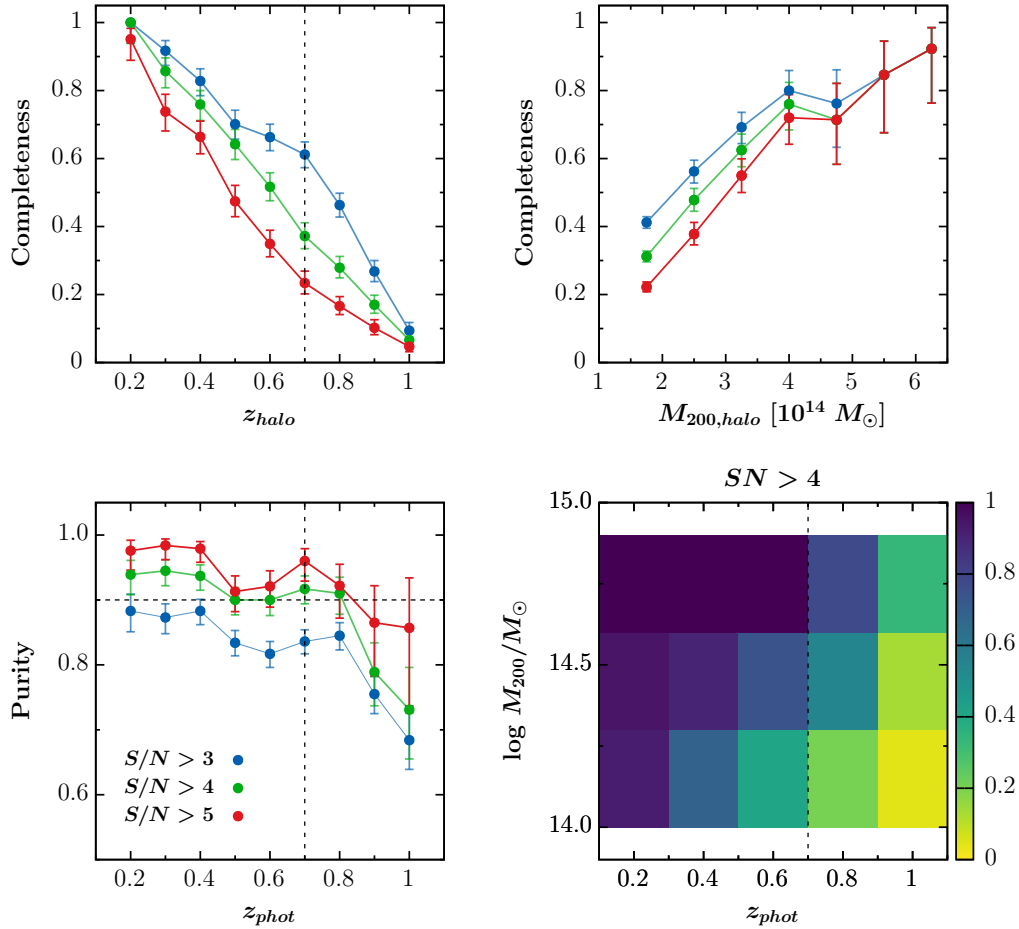 Completeness
1
0.8
0.6
0.4
0.2
0
0.2 0.4 0.6 0.8 1
z_halo
Completeness
1
0.8
0.6
0.4
0.2
0
1 2 3 4 5 6
M_200,halo [10^14 M_⊙]
Purity
1.0
0.8
0.6
S/N > 3
S/N > 4
S/N > 5
0.2 0.4 0.6 0.8 1
z_phot
SN > 4
log M_200/M_⊙
15.0
14.5
14.0
0.2 0.4 0.6 0.8 1
z_phot
1
0.8
0.6
0.4
0.2
0